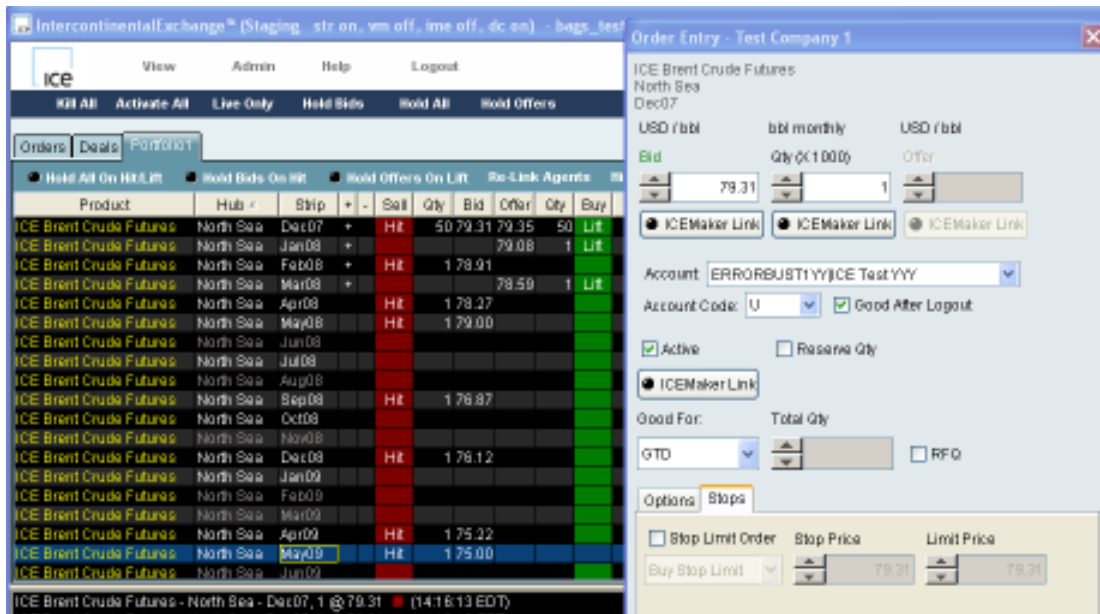 IntercontinentalExchange™ (Staging str on, vm off, ime off, dc on) - bags_test
ice View Admin Help Logout
Kill All Activate All Live Only Hold Bids Hold All Hold Offers
Orders Deals Portfolio1
Hold All On Hit/Lift Hold Bids On Hit Hold Offers On Lift Re-Link Agents
Product Hub Strip + - Sell Qty Bid Offer Qty Buy
ICE Brent Crude Futures North Sea Dec07 + Hit 50 79.31 79.35 50 Lift
ICE Brent Crude Futures North Sea Jan08 + 79.08 1 Lift
ICE Brent Crude Futures North Sea Feb08 + Hit 1 78.91
ICE Brent Crude Futures North Sea Mar08 + 78.59 1 Lift
ICE Brent Crude Futures North Sea Apr08 Hit 1 78.27
ICE Brent Crude Futures North Sea May08 Hit 1 79.00
ICE Brent Crude Futures North Sea Jun08
ICE Brent Crude Futures North Sea Jul08
ICE Brent Crude Futures North Sea Aug08
ICE Brent Crude Futures North Sea Sep08 Hit 1 76.87
ICE Brent Crude Futures North Sea Oct08
ICE Brent Crude Futures North Sea Nov08
ICE Brent Crude Futures North Sea Dec08 Hit 1 76.12
ICE Brent Crude Futures North Sea Jan09
ICE Brent Crude Futures North Sea Feb09
ICE Brent Crude Futures North Sea Mar09
ICE Brent Crude Futures North Sea Apr09 Hit 1 75.22
ICE Brent Crude Futures North Sea May09 Hit 1 75.00
ICE Brent Crude Futures North Sea Jun09
ICE Brent Crude Futures - North Sea - Dec07, 1 @ 79.31 (14:16:13 EDT)
Order Entry - Test Company 1
ICE Brent Crude Futures
North Sea
Dec07
USD / bbl bbl monthly USD / bbl
Bid Qty (X 1000) Offer
79.31 1
ICEMaker Link ICEMaker Link ICEMaker Link
Account ERRORBUST1YY|ICE Test YYY
Account Code: U Good After Logout
Active Reserve Qty
ICEMaker Link
Good For: Total Qty
GTD RFQ
Options Stops
Stop Limit Order Stop Price Limit Price
Buy Stop Limit 79.31 79.31